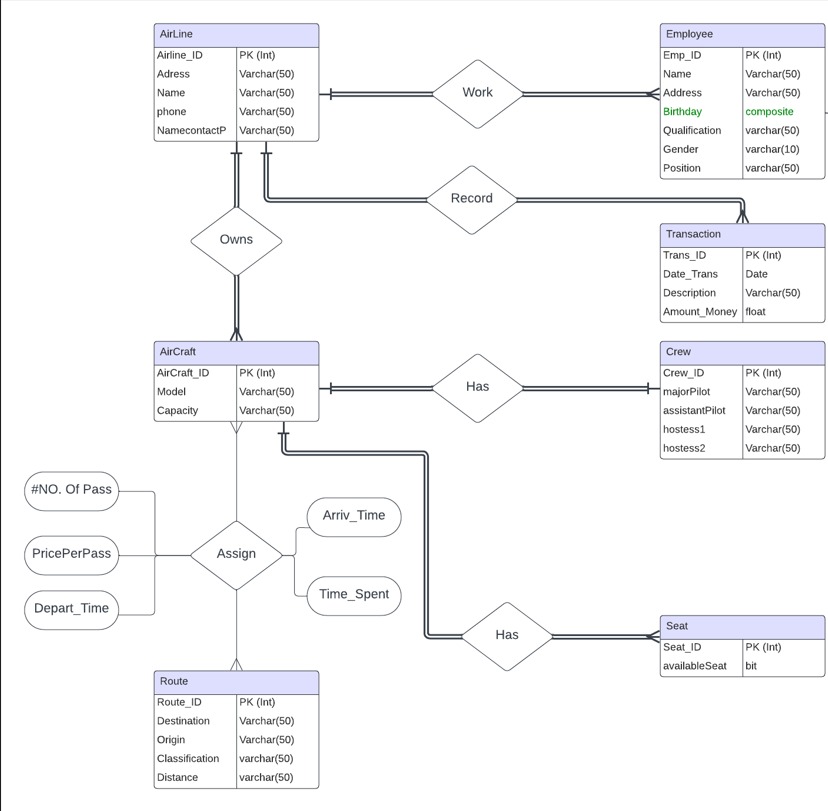 AirLine
Airline_ID PK (Int)
Adress Varchar(50)
Name Varchar(50)
phone Varchar(50)
NamecontactP Varchar(50)
Work
Employee
Emp_ID PK (Int)
Name Varchar(50)
Address Varchar(50)
Birthday composite
Qualification varchar(50)
Gender varchar(10)
Position varchar(50)
Record
Owns
Transaction
Trans_ID PK (Int)
Date_Trans Date
Description Varchar(50)
Amount_Money float
AirCraft
AirCraft_ID PK (Int)
Model Varchar(50)
Capacity Varchar(50)
Has
Crew
Crew_ID PK (Int)
majorPilot Varchar(50)
assistantPilot Varchar(50)
hostess1 Varchar(50)
hostess2 Varchar(50)
#NO. Of Pass
PricePerPass
Depart_Time
Assign
Arriv_Time
Time_Spent
Has
Seat
Seat_ID PK (Int)
availableSeat bit
Route
Route_ID PK (Int)
Destination Varchar(50)
Origin Varchar(50)
Classification varchar(50)
Distance varchar(50)